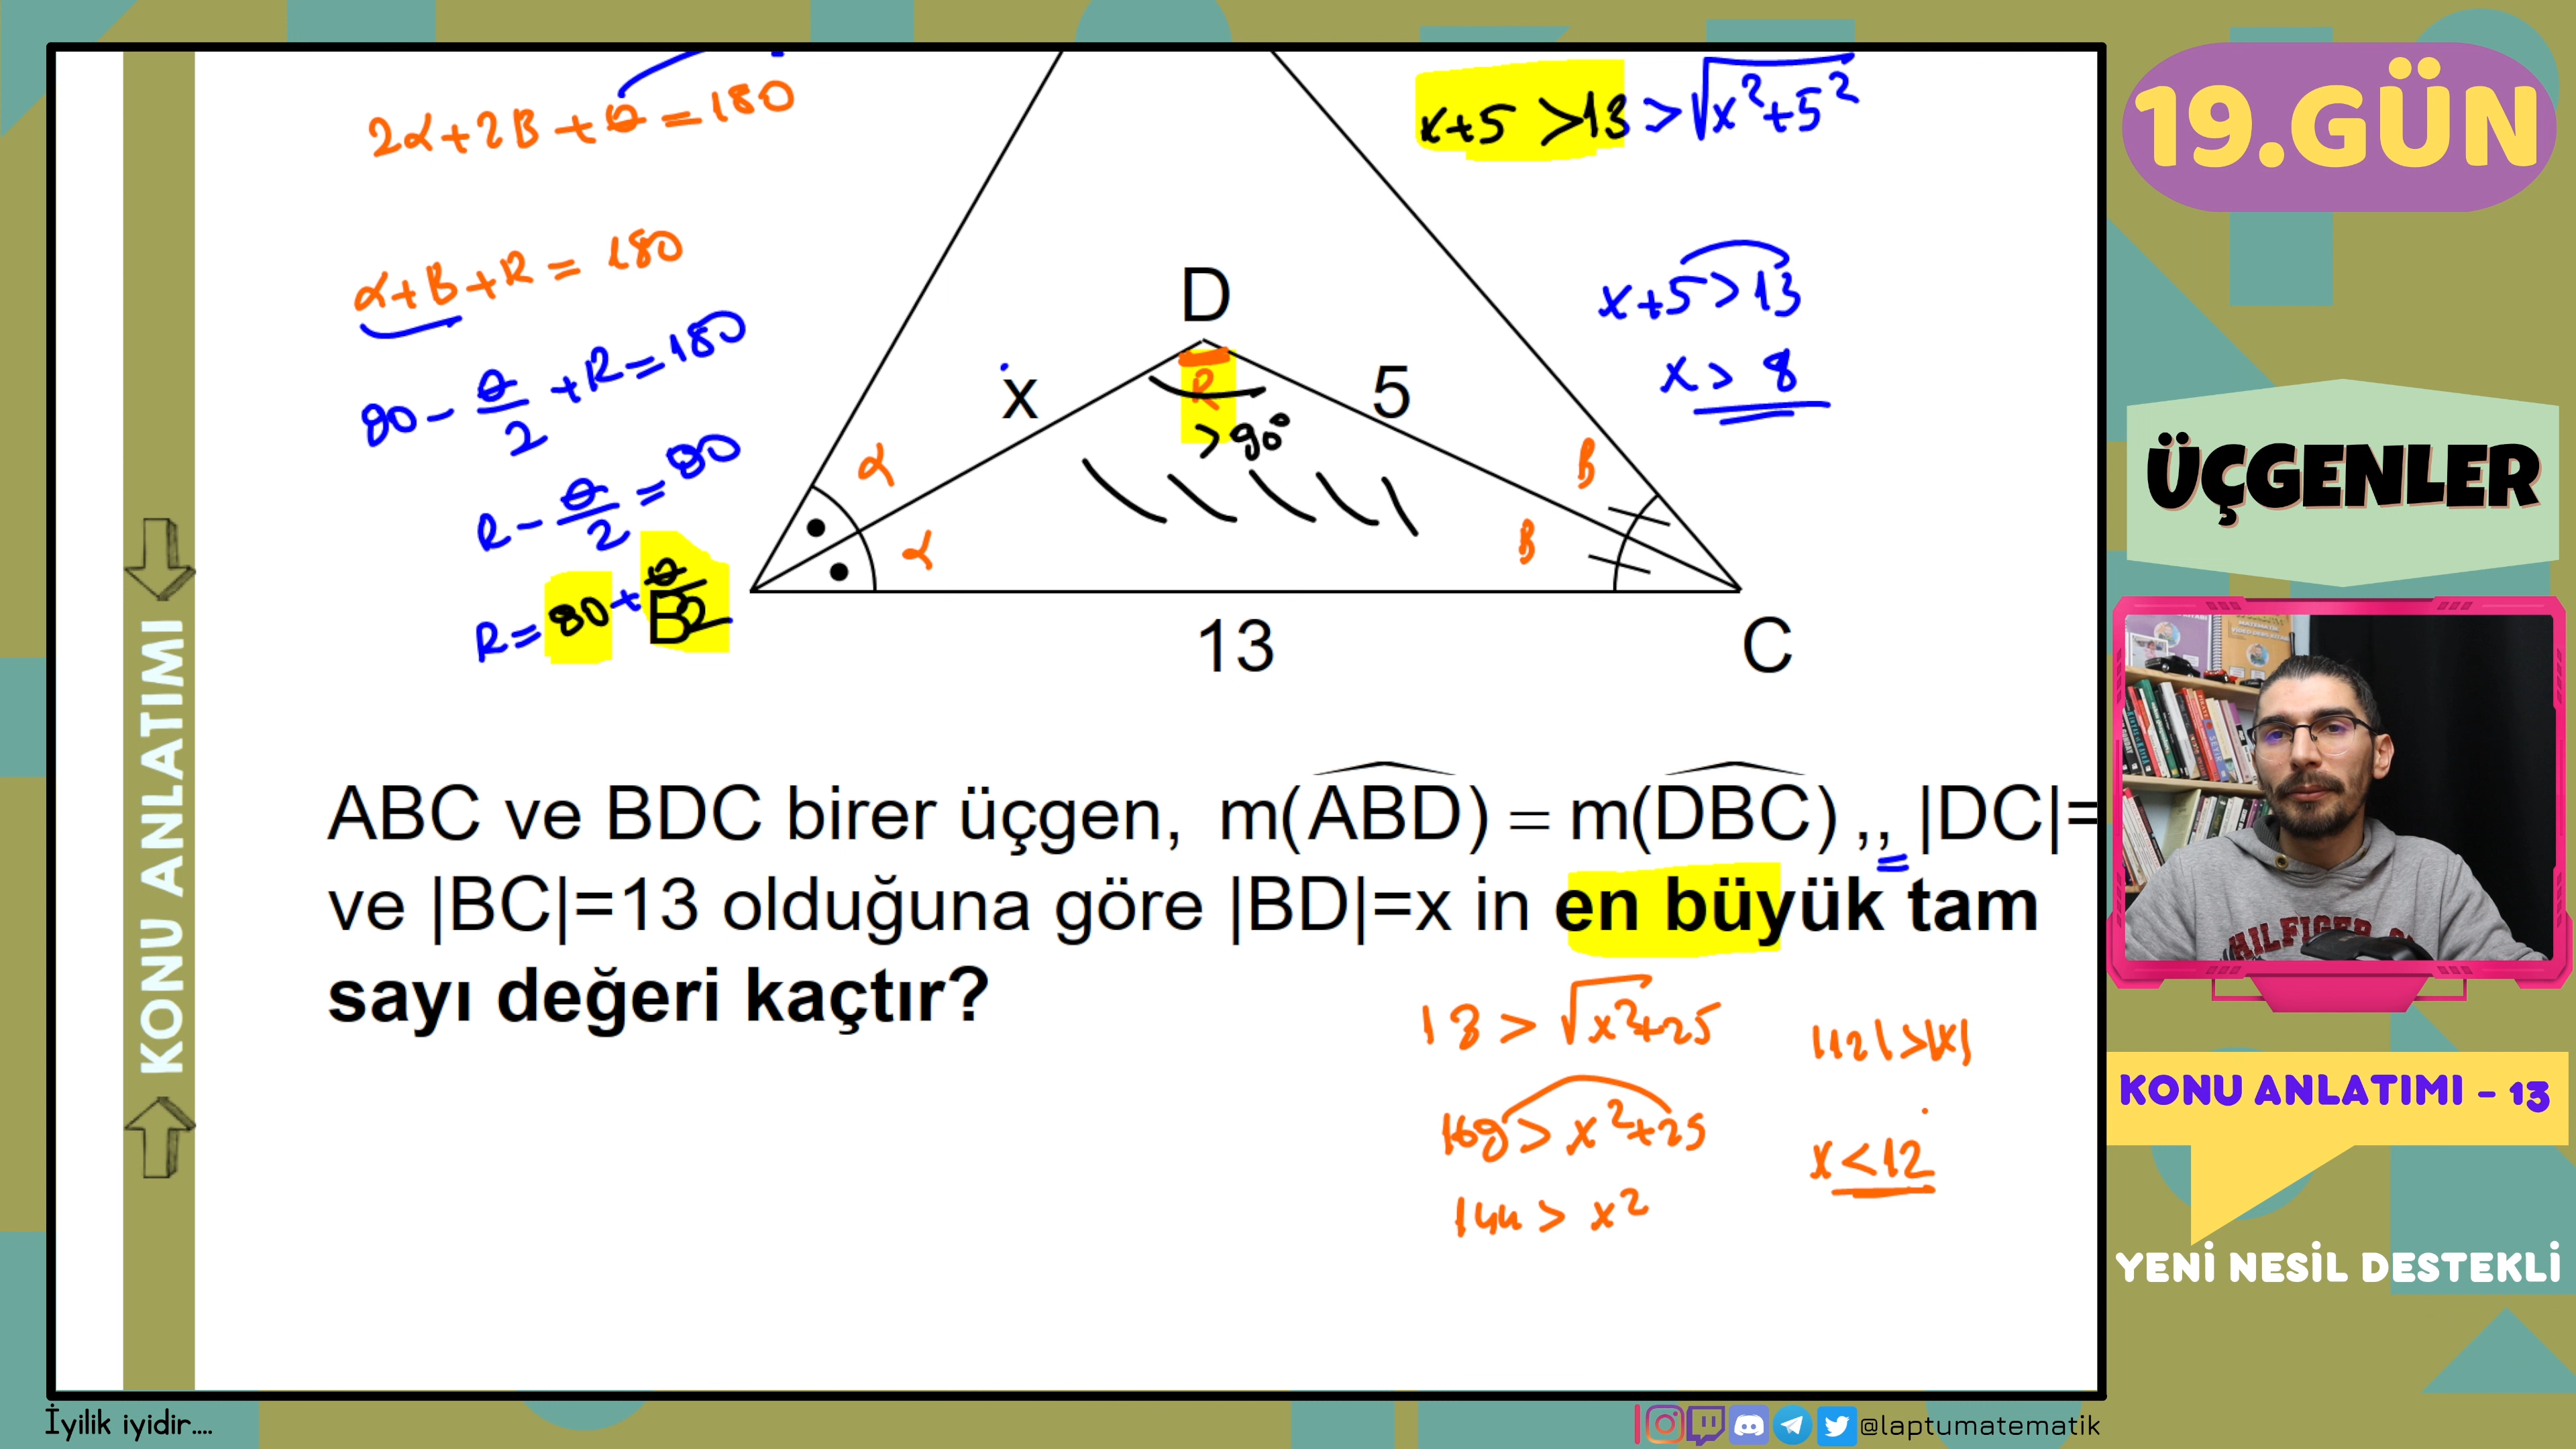 2α+2B+θ=180
α+B+R=180
90-θ/2+R=180
R-θ/2=90
R=90+θ/2
B
x+5>13>√x²+5²
x+5>13
x>8
D
x
5
R
>90°
α
α
B
B
13
C
ABC ve BDC birer üçgen, m(ABD) = m(DBC) ,, |DC|=
ve |BC|=13 olduğuna göre |BD|=x in en büyük tam
sayı değeri kaçtır?
13>√x²+25
169>x²+25
144>x²
|12|>|x|
x<12
KONU ANLATIMI
19.GÜN
ÜÇGENLER
HILFIGER
KONU ANLATIMI - 13
YENİ NESİL DESTEKLİ
İyilik iyidir....
@laptumatematik